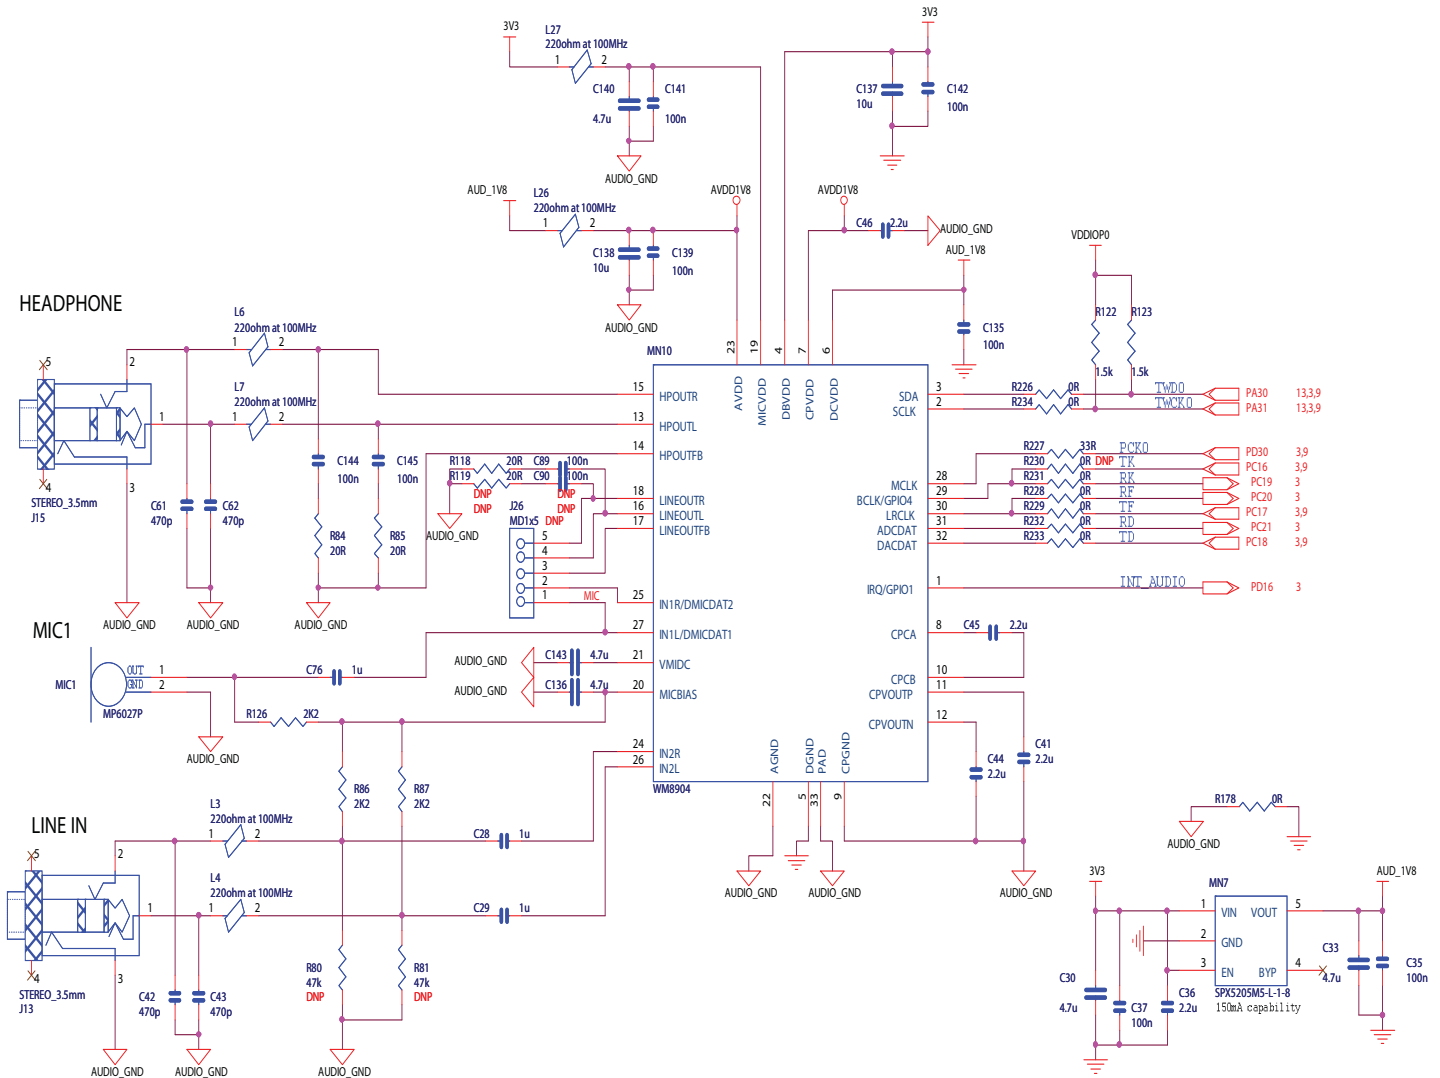 3V3
L27
220ohm at 100MHz
1 2
C140
4.7u
C141
100n
AUDIO_GND
3V3
C137
10u
C142
100n
AUD_1V8
L26
220ohm at 100MHz
1 2
C138
10u
C139
100n
AUDIO_GND
AVDD1V8
AVDD1V8
C46 2.2u
AUDIO_GND
AUD_1V8
C135
100n
VDDIOP0
R122
1.5k
R123
1.5k
HEADPHONE
L6
220ohm at 100MHz
1 2
L7
220ohm at 100MHz
1 2
5
2
1
4
3
STEREO_3.5mm
J15
C61
470p
C62
470p
C144
100n
C145
100n
R84
20R
R85
20R
AUDIO_GND
AUDIO_GND
AUDIO_GND
MN10
23 AVDD
19 MICVDD
4 DBVDD
7 CPVDD
6 DCVDD
15 HPOUTR
13 HPOUTL
14 HPOUTFB
18 LINEOUTR
16 LINEOUTL
17 LINEOUTFB
25 IN1R/DMICDAT2
27 IN1L/DMICDAT1
21 VMIDC
20 MICBIAS
24 IN2R
26 IN2L
WM8904
SDA 3
SCLK 2
MCLK 28
BCLK/GPIO4 29
LRCLK 30
ADCDAT 31
DACDAT 32
IRQ/GPIO1 1
CPCA 8
CPCB 10
CPVOUTP 11
CPVOUTN 12
AGND 22
DGND 5
PAD 33
CPGND 9
R118 20R C89 100n
R119 20R C90 100n
DNP DNP
DNP DNP
AUDIO_GND
J26
MD1x5 DNP
5
4
3
2
1
MIC
R226 0R TWD0 PA30 13,3,9
R234 0R TWCK0 PA31 13,3,9
R227 33R PCK0 PD30 3,9
R230 0R DNP TK PC16 3,9
R231 0R RK PC19 3
R228 0R RF PC20 3
R229 0R TF PC17 3,9
R232 0R RD PC21 3
R233 0R TD PC18 3,9
INT_AUDIO PD16 3
C45 2.2u
C44
2.2u
C41
2.2u
MIC1
MIC1
OUT 1
GND 2
MP6027P
AUDIO_GND
C76 1u
AUDIO_GND C143 4.7u
AUDIO_GND C136 4.7u
R126 2K2
R86
2K2
R87
2K2
LINE IN
L3
220ohm at 100MHz
1 2
L4
220ohm at 100MHz
1 2
5
2
1
4
3
STEREO_3.5mm
J13
C42
470p
C43
470p
C28 1u
C29 1u
R80
47k
DNP
R81
47k
DNP
AUDIO_GND
AUDIO_GND
AUDIO_GND
AUDIO_GND
AUDIO_GND
AUDIO_GND
R178 0R
AUDIO_GND
3V3
MN7
1 VIN VOUT 5
2 GND
3 EN BYP 4
SPX5205M5-L-1-8
150mA capability
C30
4.7u
C37
100n
C36
2.2u
AUD_1V8
C33
4.7u
C35
100n